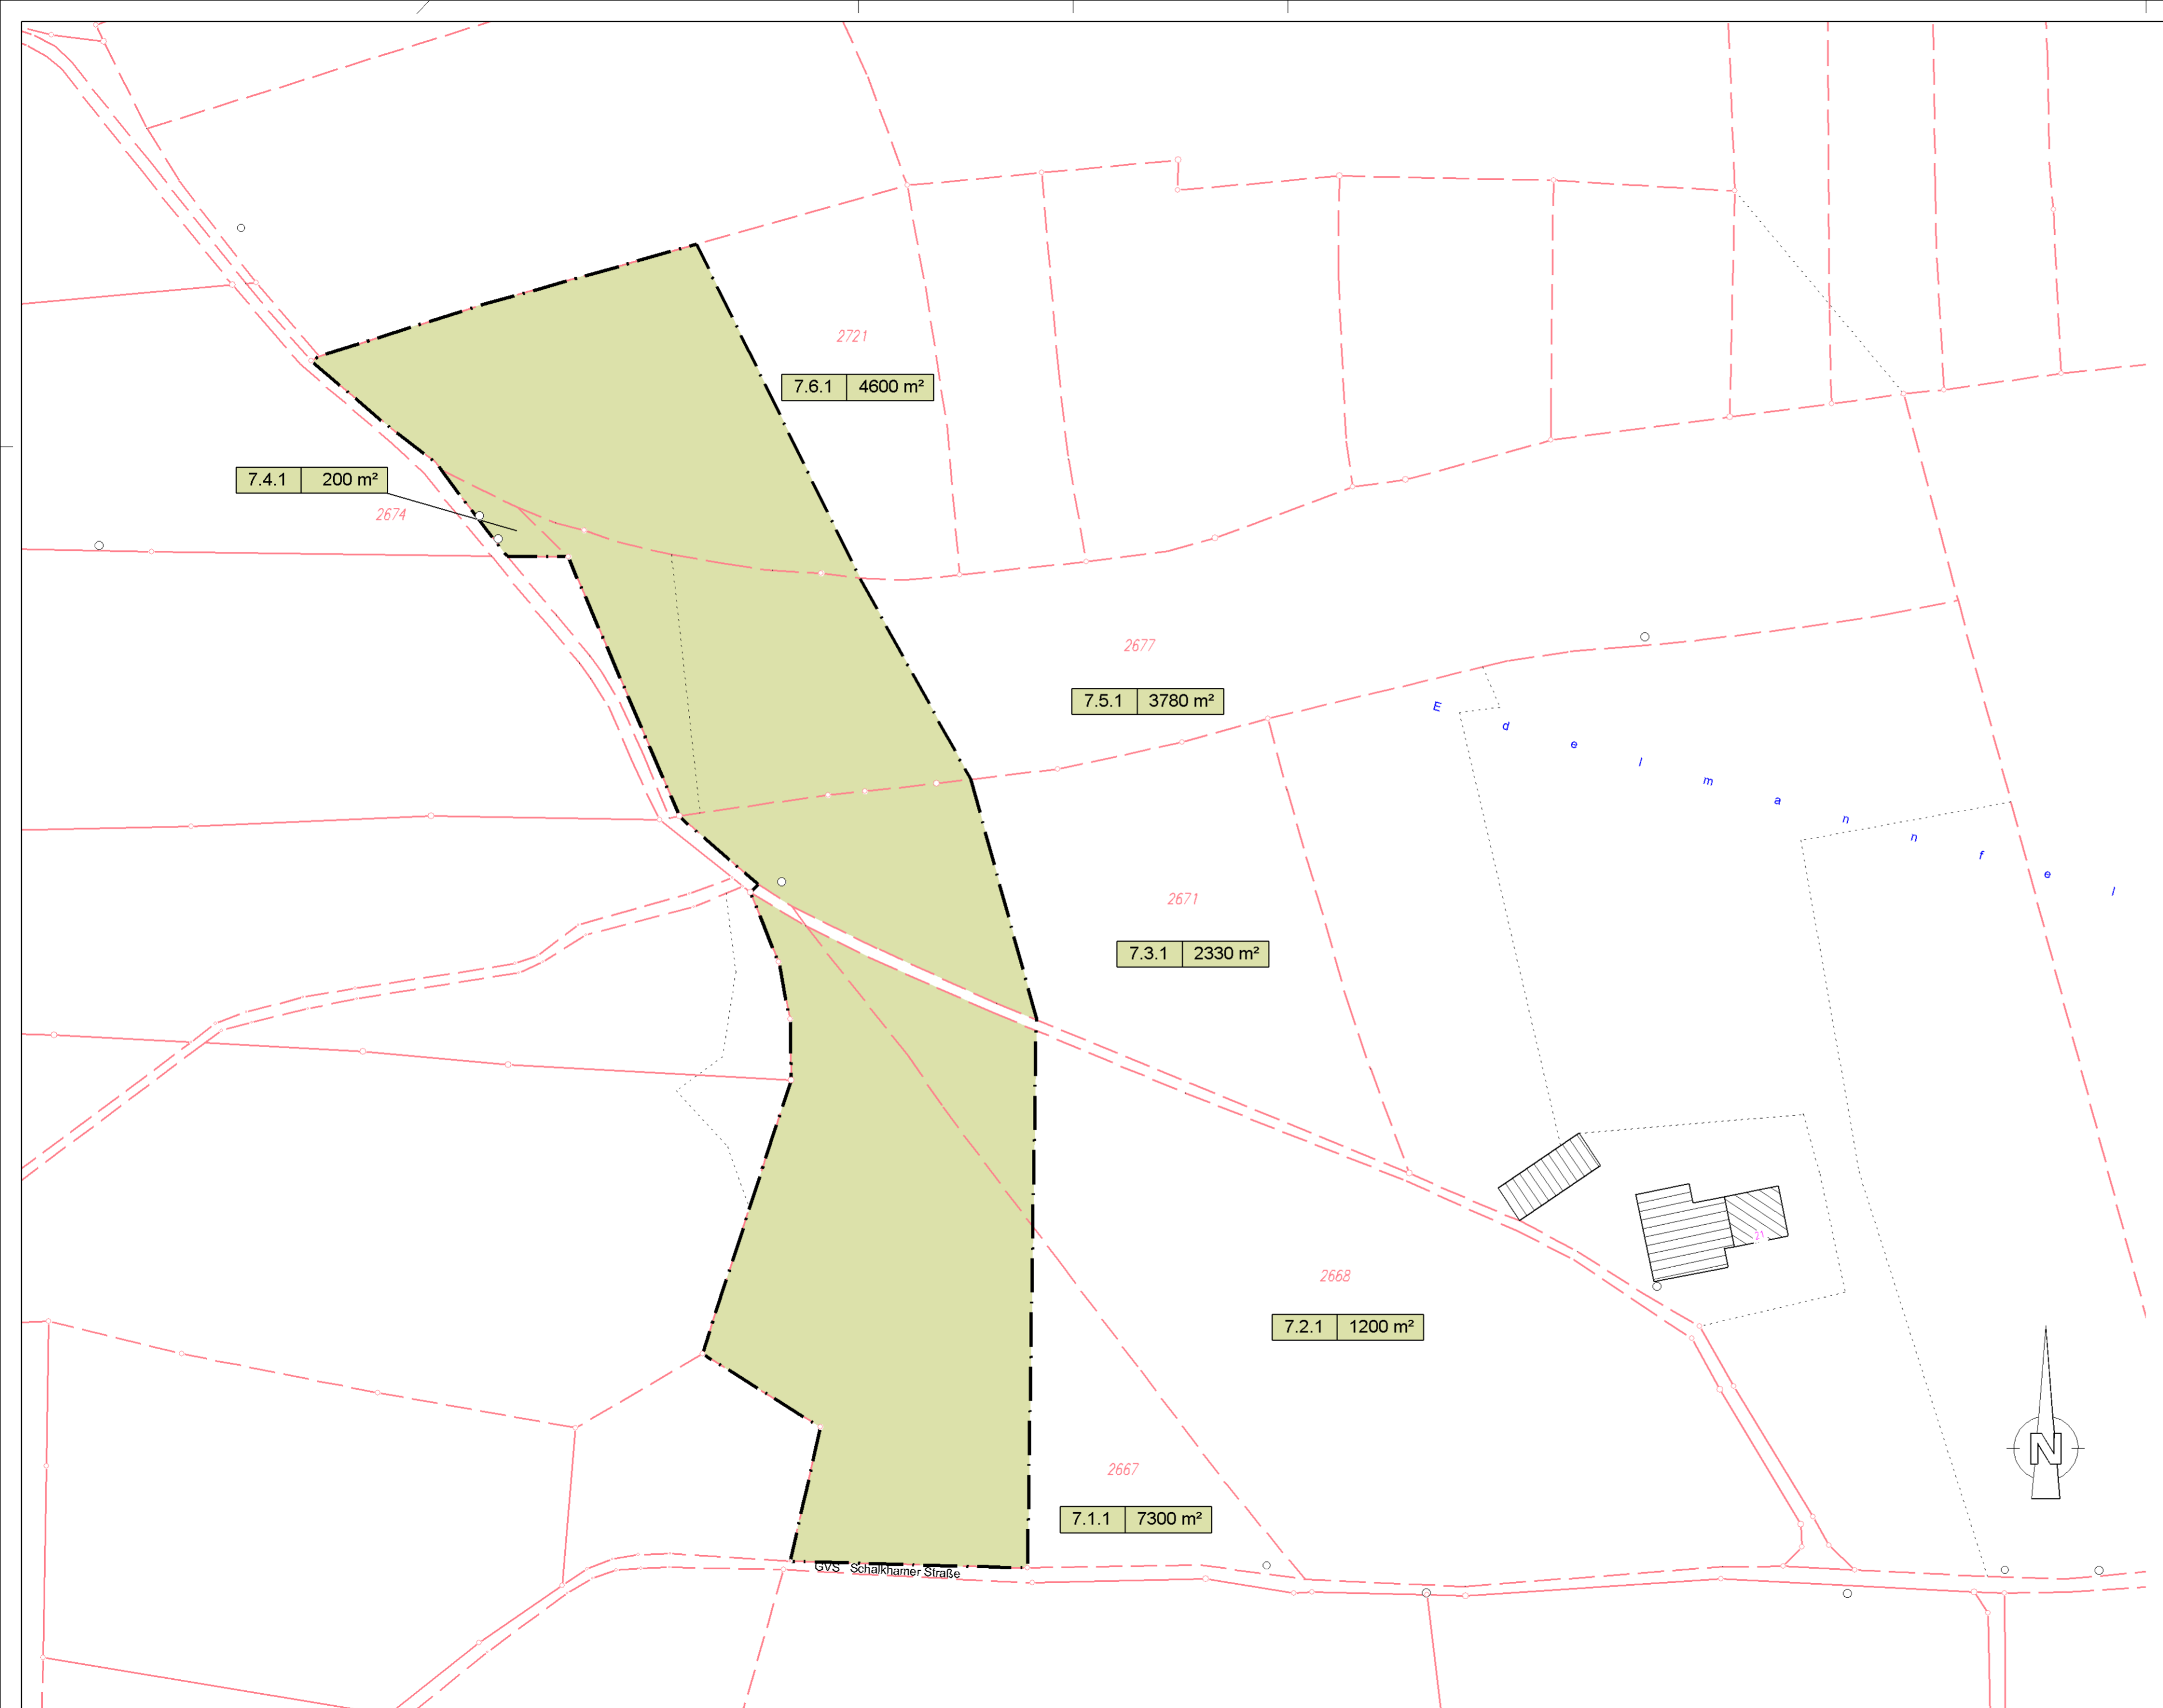 2721
7.6.1 4600 m²
7.4.1 200 m²
2674
2677
7.5.1 3780 m²
Edelmannfel
2671
7.3.1 2330 m²
21
2668
7.2.1 1200 m²
N
2667
7.1.1 7300 m²
GVS Schalkhamer Straße